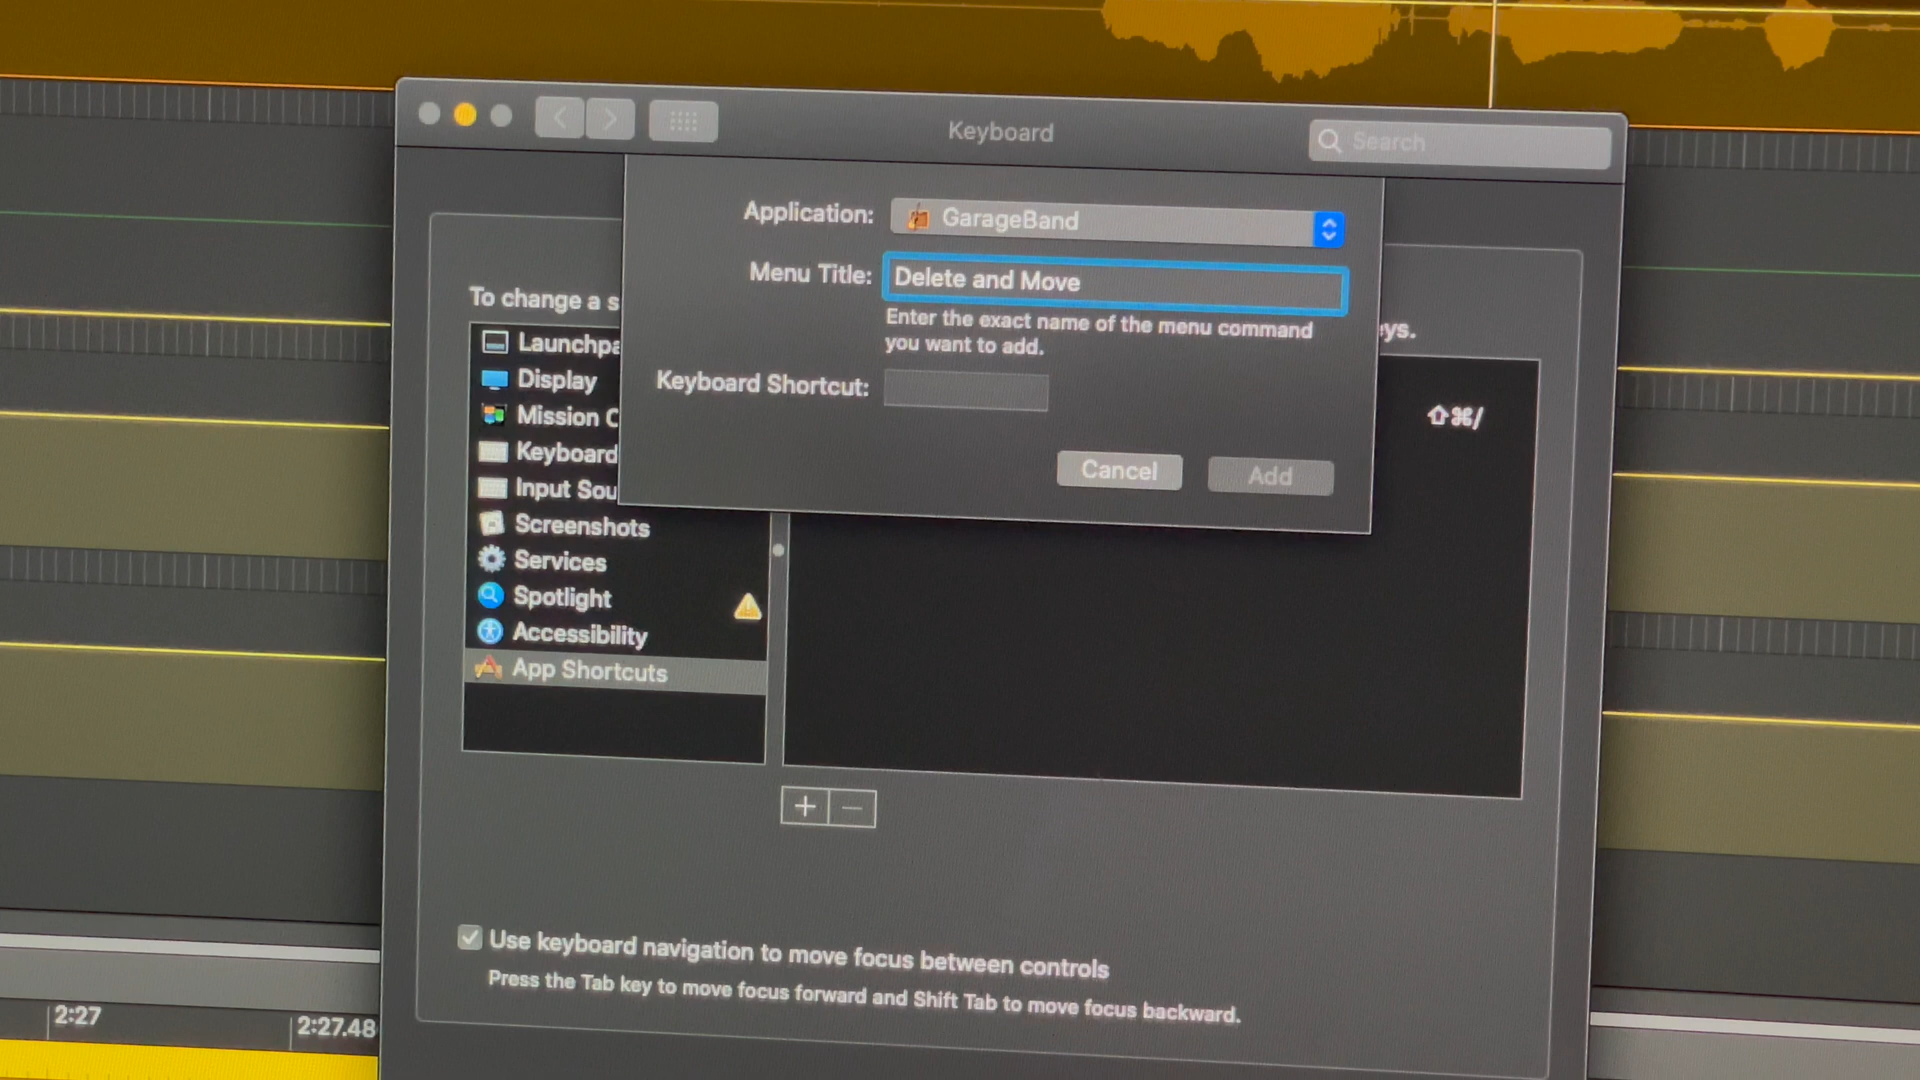 Keyboard
Search
Application:
GarageBand
Menu Title:
Delete and Move
Enter the exact name of the menu command
you want to add.
Keyboard Shortcut:
Cancel
Add
To change a s
ys.
Launchpa
Display
Mission C
Keyboard
Input Sou
Screenshots
Services
Spotlight
Accessibility
App Shortcuts
⇧⌘/
Use keyboard navigation to move focus between controls
Press the Tab key to move focus forward and Shift Tab to move focus backward.
2:27
2:27.48